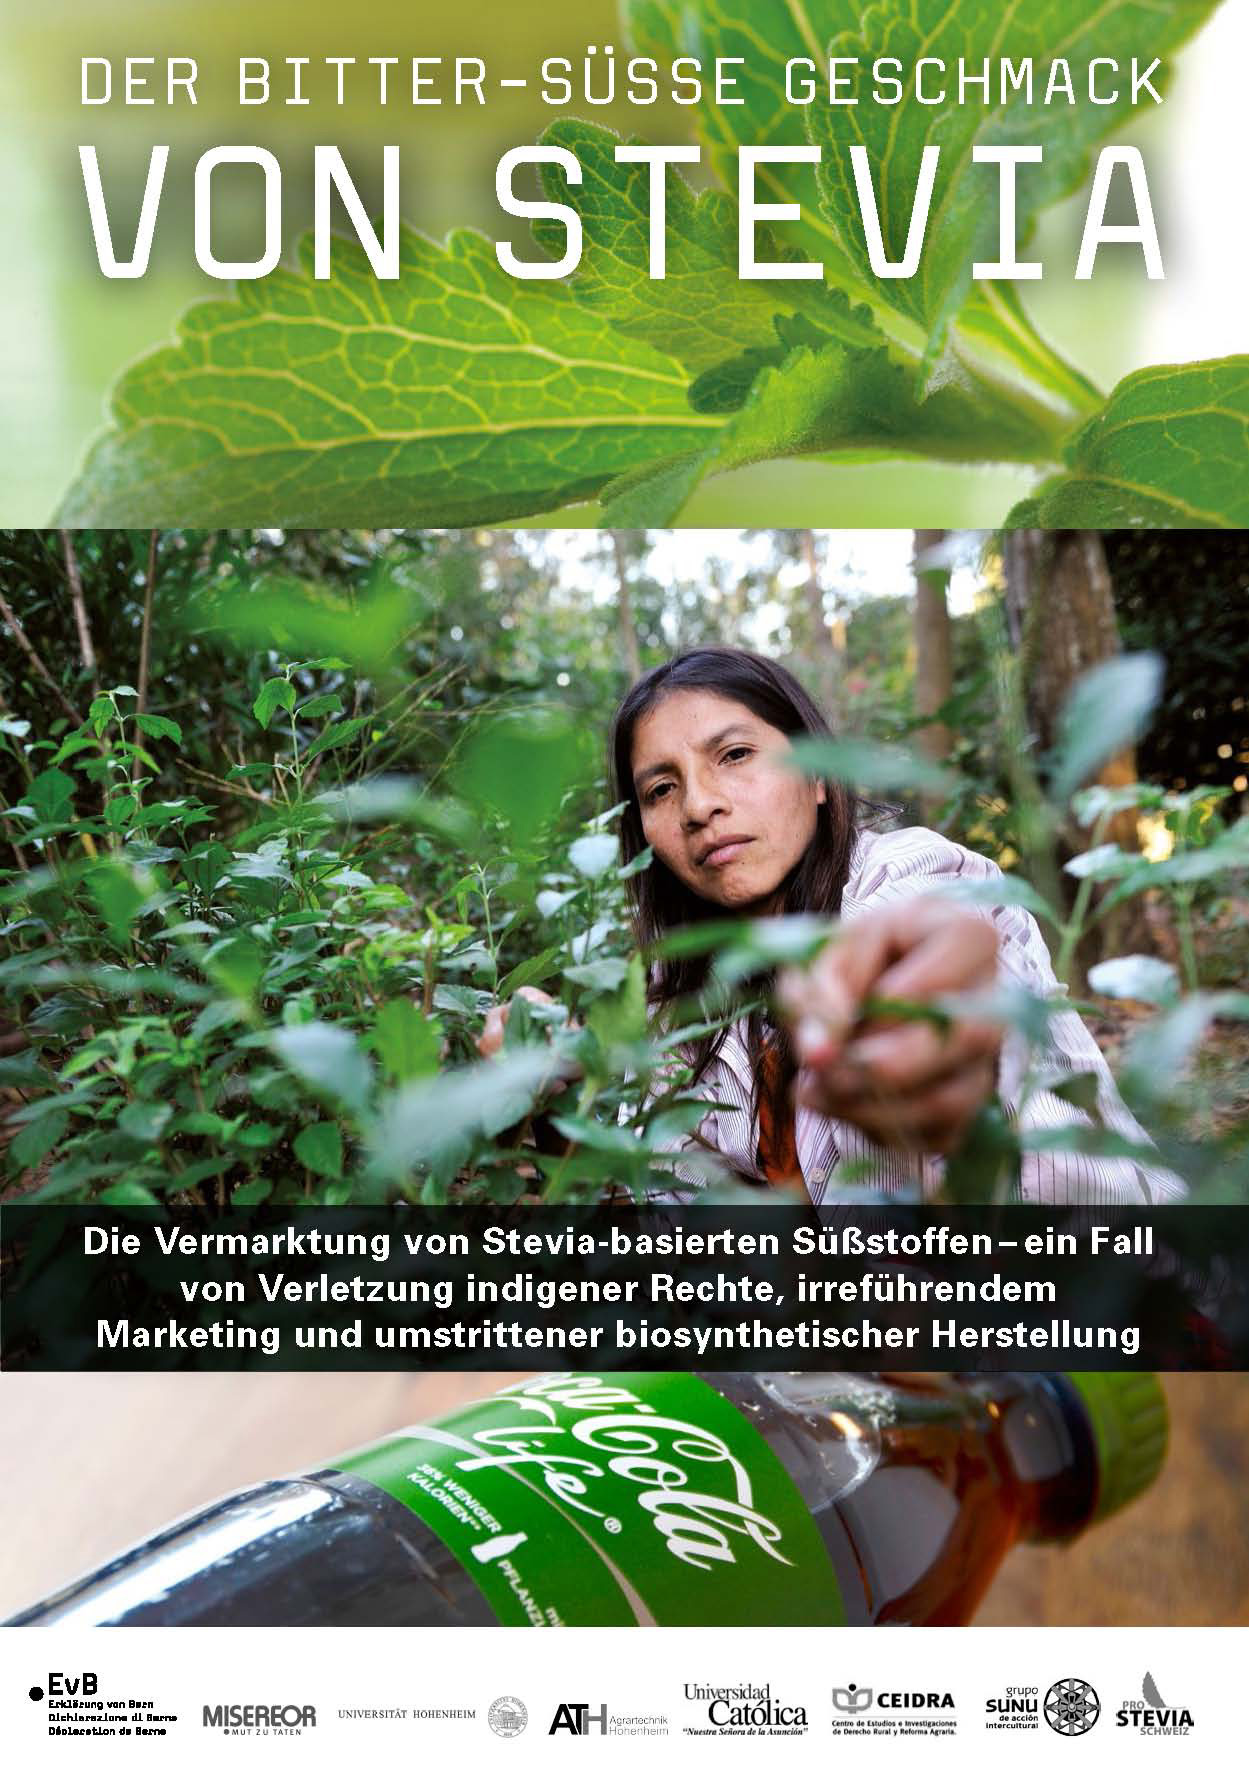 DER BITTER-SÜSSE GESCHMACK
VON STEVIA
Die Vermarktung von Stevia-basierten Süßstoffen – ein Fall
von Verletzung indigener Rechte, irreführendem
Marketing und umstrittener biosynthetischer Herstellung
Coca-Cola
life®
36% WENIGER
KALORIEN**
EvB
Erklärung von Bern
Dichiarazione di Berna
Déclaration de Berne
MISEREOR
MUT ZU TATEN
UNIVERSITÄT HOHENHEIM
ATH
Agrartechnik
Hohenheim
Universidad
Católica
"Nuestra Señora de la Asunción"
CEIDRA
Centro de Estudios e Investigaciones
de Derecho Rural y Reforma Agraria.
grupo
sunu
de acción
intercultural
PRO
STEVIA
SCHWEIZ